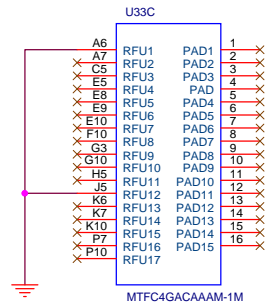 U33C
A6 RFU1 PAD1 1
A7 RFU2 PAD2 2
C5 RFU3 PAD3 3
E5 RFU4 PAD 4
E8 RFU5 PAD4 5
E9 RFU6 PAD5 6
E10 RFU7 PAD6 7
F10 RFU8 PAD7 8
G3 RFU9 PAD8 9
G10 RFU10 PAD9 10
H5 RFU11 PAD10 11
J5 RFU12 PAD11 12
K6 RFU13 PAD12 13
K7 RFU14 PAD13 14
K10 RFU15 PAD14 15
P7 RFU16 PAD15 16
P10 RFU17
MTFC4GACAAAM-1M